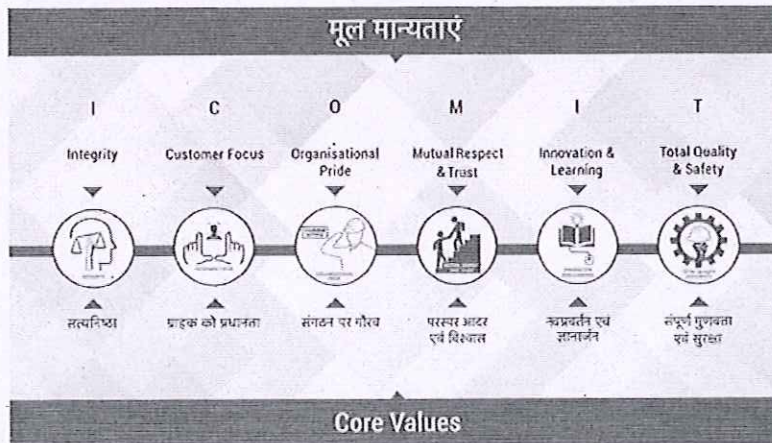 मूल मान्यताएं
I C O M I T
Integrity
Customer Focus
Organisational
Pride
Mutual Respect
& Trust
Innovation &
Learning
Total Quality
& Safety
सत्यनिष्ठा
ग्राहक को प्रधानता
संगठन पर गौरव
परस्पर आदर
एवं विश्वास
नवप्रवर्तन एवं
ज्ञानार्जन
संपूर्ण गुणवत्ता
एवं सुरक्षा
Core Values